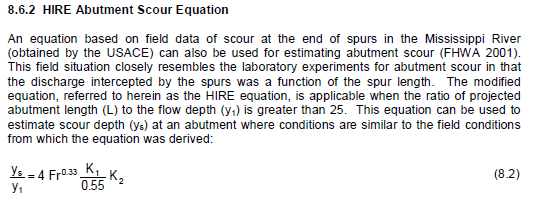 8.6.2 HIRE Abutment Scour Equation
An equation based on field data of scour at the end of spurs in the Mississippi River
(obtained by the USACE) can also be used for estimating abutment scour (FHWA 2001).
This field situation closely resembles the laboratory experiments for abutment scour in that
the discharge intercepted by the spurs was a function of the spur length. The modified
equation, referred to herein as the HIRE equation, is applicable when the ratio of projected
abutment length (L) to the flow depth (y₁) is greater than 25. This equation can be used to
estimate scour depth (yₛ) at an abutment where conditions are similar to the field conditions
from which the equation was derived:
yₛ/y₁ = 4 Fr⁰·³³ K₁/0.55 K₂ (8.2)